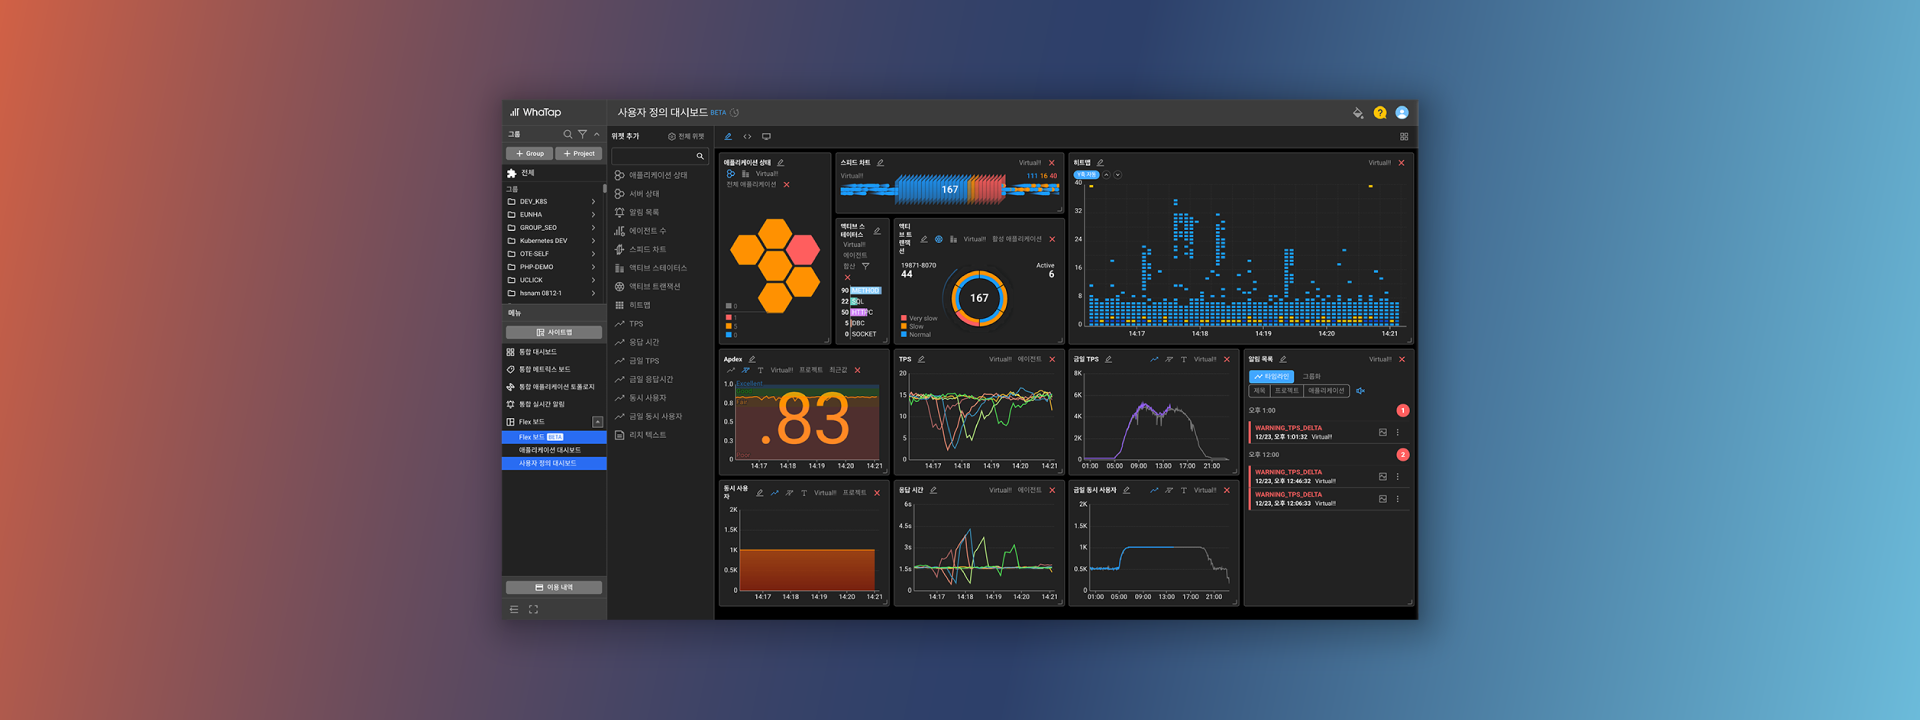 WhaTap
사용자 정의 대시보드 BETA
그룹
+ Group
+ Project
전체
그룹
DEV_K8S
EUNHA
GROUP_SEO
Kubernetes DEV
OTE-SELF
PHP-DEMO
UCLICK
hsnam 0812-1
메뉴
사이트맵
통합 대시보드
통합 메트릭스 보드
통합 애플리케이션 토폴로지
통합 실시간 알림
Flex 보드
Flex 보드 BETA
애플리케이션 대시보드
사용자 정의 대시보드
이용 내역
위젯 추가
전체 위젯
애플리케이션 상태
서버 상태
알림 목록
에이전트 수
스피드 차트
액티브 스테이터스
액티브 트랜잭션
히트맵
TPS
응답 시간
금일 TPS
금일 응답시간
동시 사용자
금일 동시 사용자
리치 텍스트
애플리케이션 상태
Virtual!!
전체 애플리케이션
0
1
5
0
스피드 차트
Virtual!!
Virtual!!
111 16 40
167
액티브 스
테이터스
Virtual!!
에이전트
합산
90 METHOD
22 SQL
50 HTTPC
5 DBC
0 SOCKET
액티
브 트
랜잭
션
Virtual!! 합성 애플리케이션
19871-8070
44
Active
6
167
Very slow
Slow
Normal
히트맵
Virtual!!
Y축 지정
40
32
24
16
8
0
14:17 14:18 14:19 14:20 14:21
Apdex
Virtual!! 프로젝트 최근값
1.0
0.8
0.5
0.3
0
Excellent
.83
14:17 14:18 14:19 14:20 14:21
TPS
Virtual!! 에이전트
20
15
10
5
0
14:17 14:18 14:19 14:20 14:21
금일 TPS
Virtual!!
8K
6K
4K
2K
0
01:00 05:00 09:00 13:00 17:00 21:00
알림 목록
Virtual!!
타임라인
그룹화
제목 프로젝트 애플리케이션
오후 1:00
1
WARNING_TPS_DELTA
12/23, 오후 1:01:32 Virtual!!
오후 12:00
2
WARNING_TPS_DELTA
12/23, 오후 12:46:32 Virtual!!
WARNING_TPS_DELTA
12/23, 오후 12:06:33 Virtual!!
동시 사용
자
Virtual!! 프로젝트
2K
1.5K
1K
0.5K
0
14:17 14:18 14:19 14:20 14:21
응답 시간
Virtual!! 에이전트
6s
4.5s
3s
1.5s
0
14:17 14:18 14:19 14:20 14:21
금일 동시 사용자
Virtual!!
2K
1.5K
1K
0.5K
0
01:00 05:00 09:00 13:00 17:00 21:00